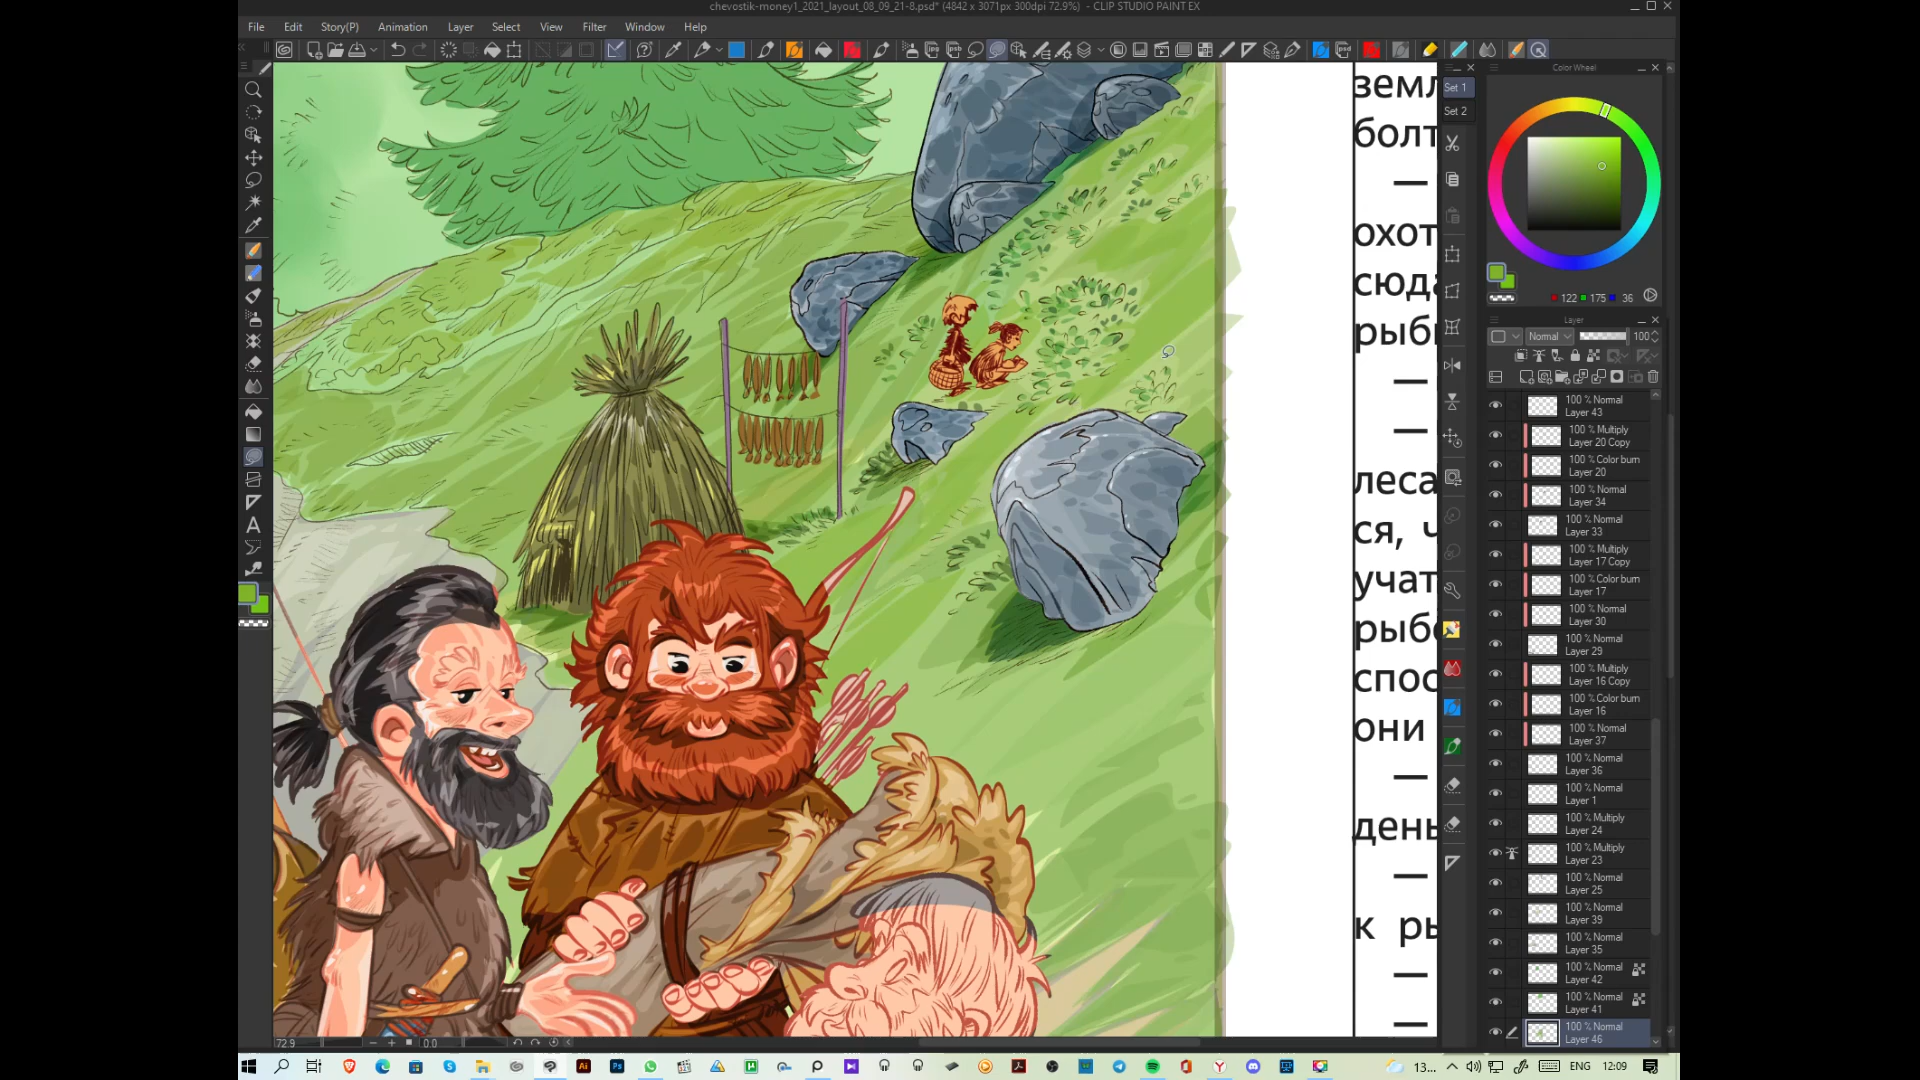 chevostik-money1_2021_layout_08_09_21-8.psd* (4842 x 3071px 300dpi 72.9%) - CLIP STUDIO PAINT EX
File Edit Story(P) Animation Layer Select View Filter Window Help
Color Wheel
Set 1
Set 2
122 175 36
Layer
Normal 100
100 % Normal
Layer 43
100 % Multiply
Layer 20 Copy
100 % Color burn
Layer 20
100 % Normal
Layer 34
100 % Normal
Layer 33
100 % Multiply
Layer 17 Copy
100 % Color burn
Layer 17
100 % Normal
Layer 30
100 % Normal
Layer 29
100 % Multiply
Layer 16 Copy
100 % Color burn
Layer 16
100 % Normal
Layer 37
100 % Normal
Layer 36
100 % Normal
Layer 1
100 % Multiply
Layer 24
100 % Multiply
Layer 23
100 % Normal
Layer 25
100 % Normal
Layer 39
100 % Normal
Layer 35
100 % Normal
Layer 42
100 % Normal
Layer 41
100 % Normal
Layer 46
земл
болт
—
охот
сюда
рыб
—
—
леса
ся, ч
учат
рыбо
спос
они
—
день
—
к ры
—
—
72.9 0.0
13... ENG 12:09